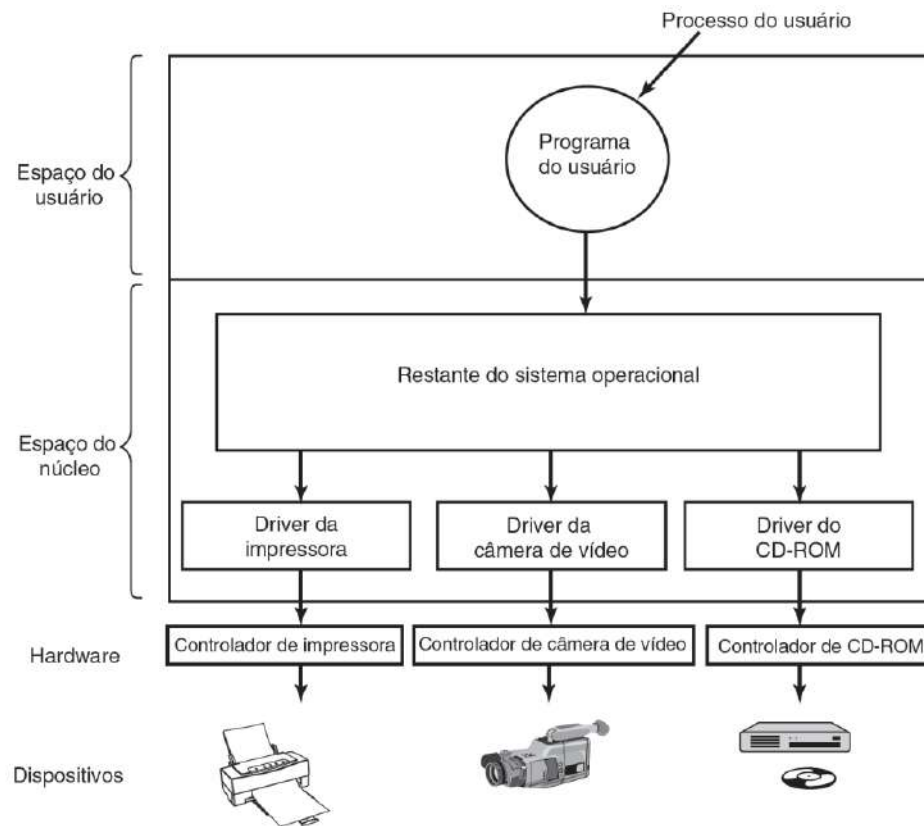 Processo do usuário
Programa
do usuário
Espaço do
usuário
Restante do sistema operacional
Espaço do
núcleo
Driver da
impressora
Driver da
câmera de vídeo
Driver do
CD-ROM
Hardware
Controlador de impressora
Controlador de câmera de vídeo
Controlador de CD-ROM
Dispositivos